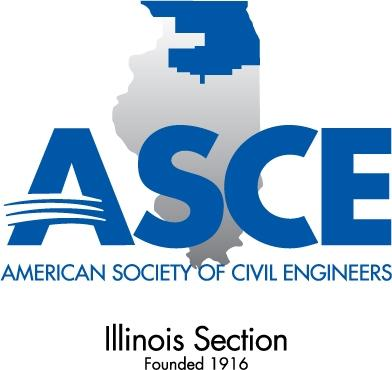 ASCE
AMERICAN SOCIETY OF CIVIL ENGINEERS
Illinois Section
Founded 1916